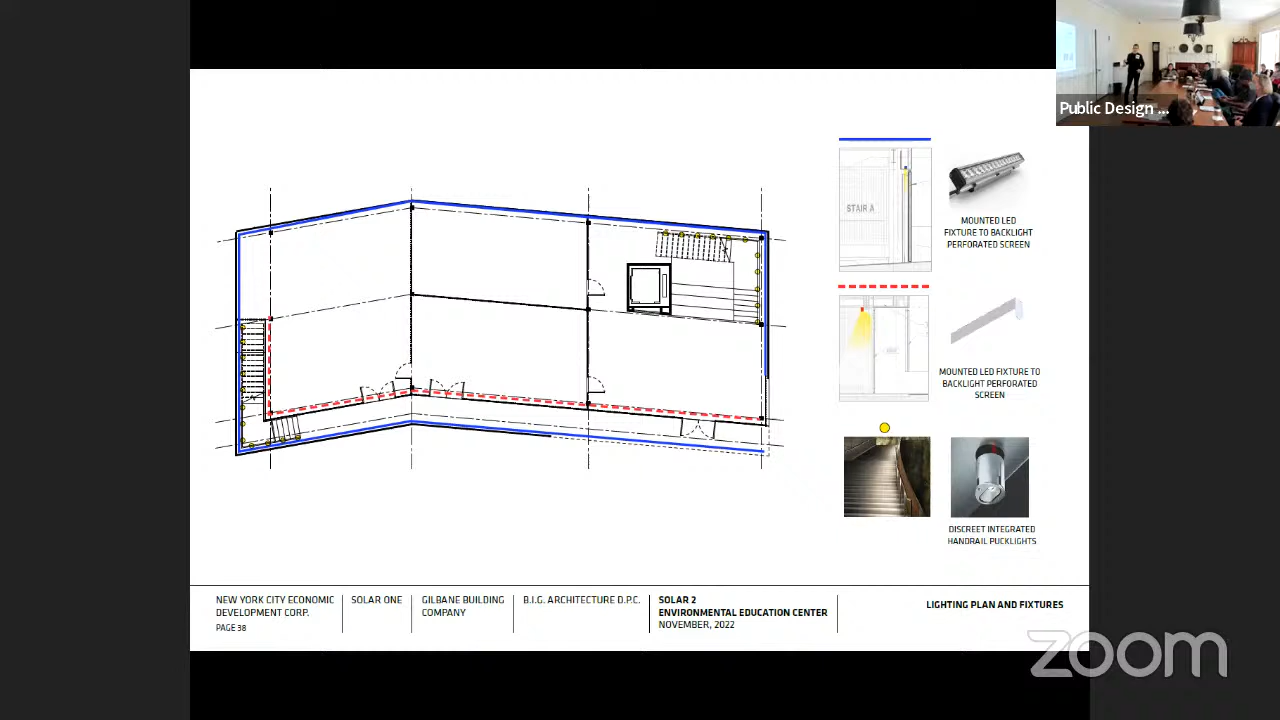 Public Design ...
STAIR A
MOUNTED LED
FIXTURE TO BACKLIGHT
PERFORATED SCREEN
MOUNTED LED FIXTURE TO
BACKLIGHT PERFORATED
SCREEN
DISCREET INTEGRATED
HANDRAIL PUCKLIGHTS
NEW YORK CITY ECONOMIC
DEVELOPMENT CORP.
PAGE 38
SOLAR ONE
GILBANE BUILDING
COMPANY
B.I.G. ARCHITECTURE D.P.C.
SOLAR 2
ENVIRONMENTAL EDUCATION CENTER
NOVEMBER, 2022
LIGHTING PLAN AND FIXTURES
zoom